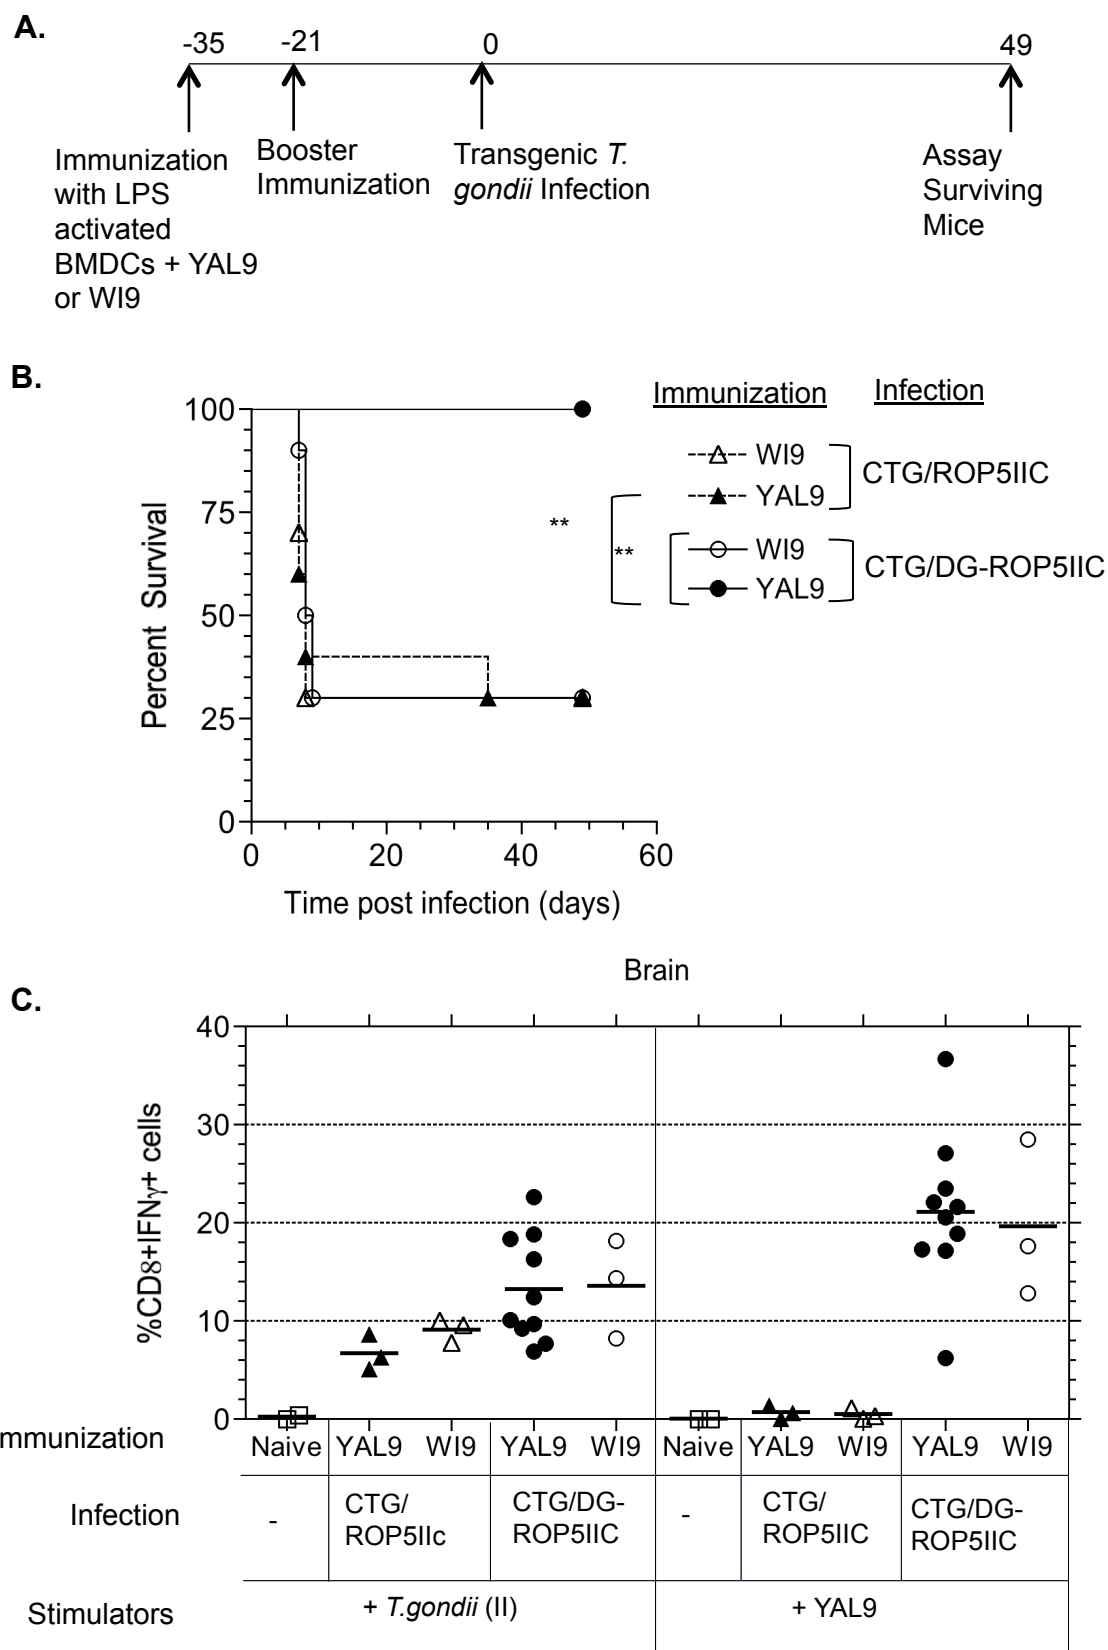 A.
-35
-21
0
49
Immunization
with LPS
activated
BMDCs + YAL9
or WI9
Booster
Immunization
Transgenic T.
gondii Infection
Assay
Surviving
Mice
B.
Immunization
Infection
WI9
YAL9
CTG/ROP5IIC
WI9
YAL9
CTG/DG-ROP5IIC
**
**
Percent Survival
100
75
50
25
0
0
20
40
60
Time post infection (days)
Brain
C.
%CD8+IFNγ+ cells
40
30
20
10
0
mmunization
Naive
YAL9
WI9
YAL9
WI9
Naive
YAL9
WI9
YAL9
WI9
Infection
-
CTG/
ROP5IIc
CTG/DG-
ROP5IIC
-
CTG/
ROP5IIC
CTG/DG-
ROP5IIC
Stimulators
+ T.gondii (II)
+ YAL9